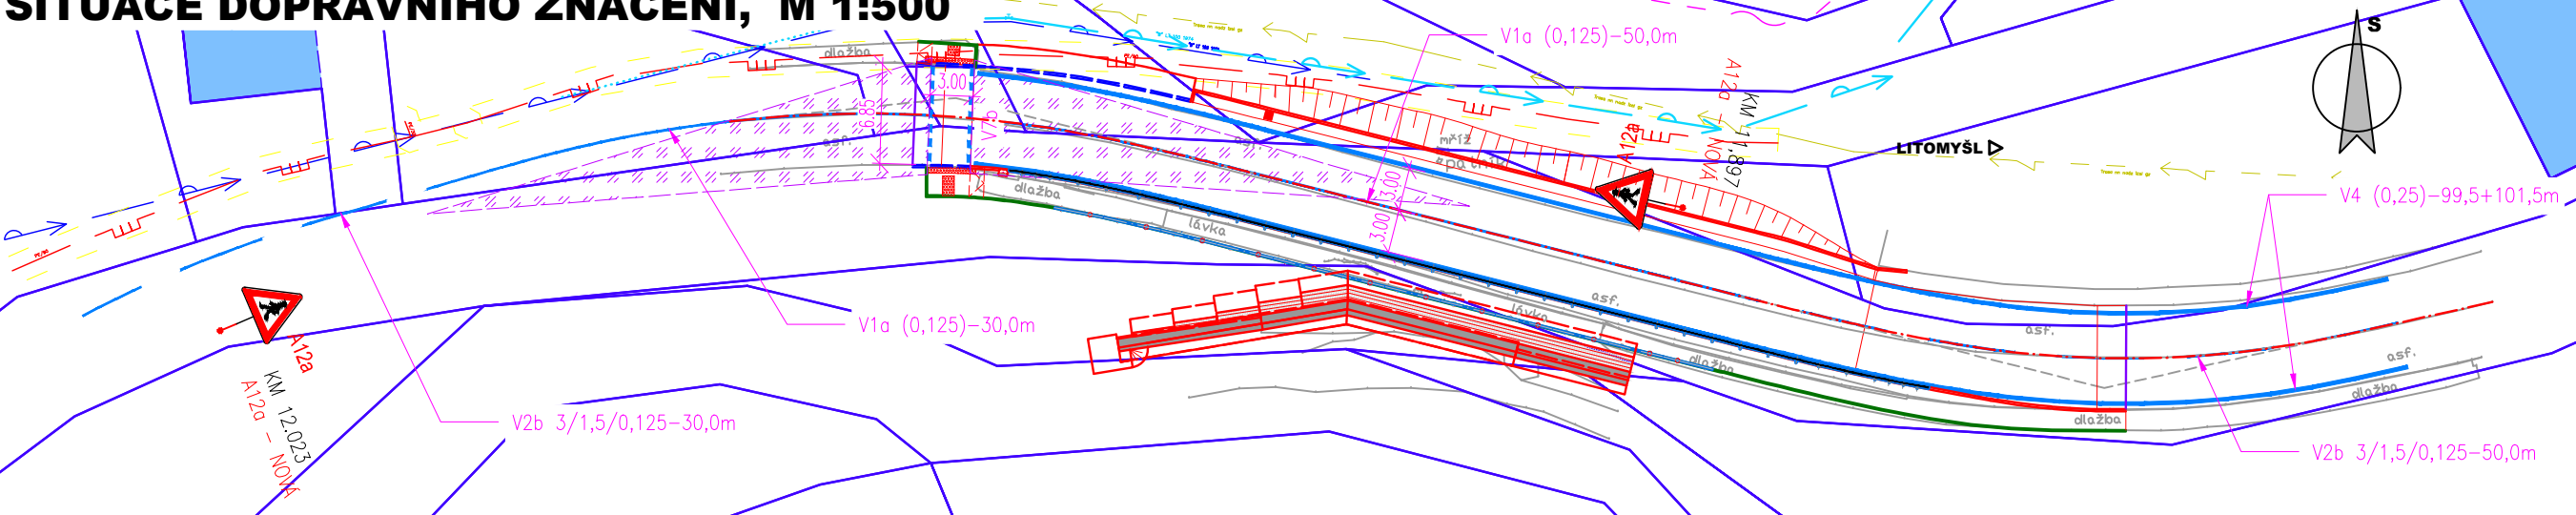 SITUACE DOPRAVNÍHO ZNAČENÍ, M 1:500
S
V1a (0,125)-50,0m
dlažba
3.00
6.85
V7b
asf.
A12a
KM 11,897
A12a - NOVÁ
LITOMYŠL
mříž
V4 (0,25)-99,5+101,5m
dlažba
3.00
3.00
lávka
asf.
V1a (0,125)-30,0m
A12a
KM 12.023
A12a - NOVÁ
lávka
asf.
asf.
dlažba
dlažba
dlažba
V2b 3/1,5/0,125-30,0m
V2b 3/1,5/0,125-50,0m